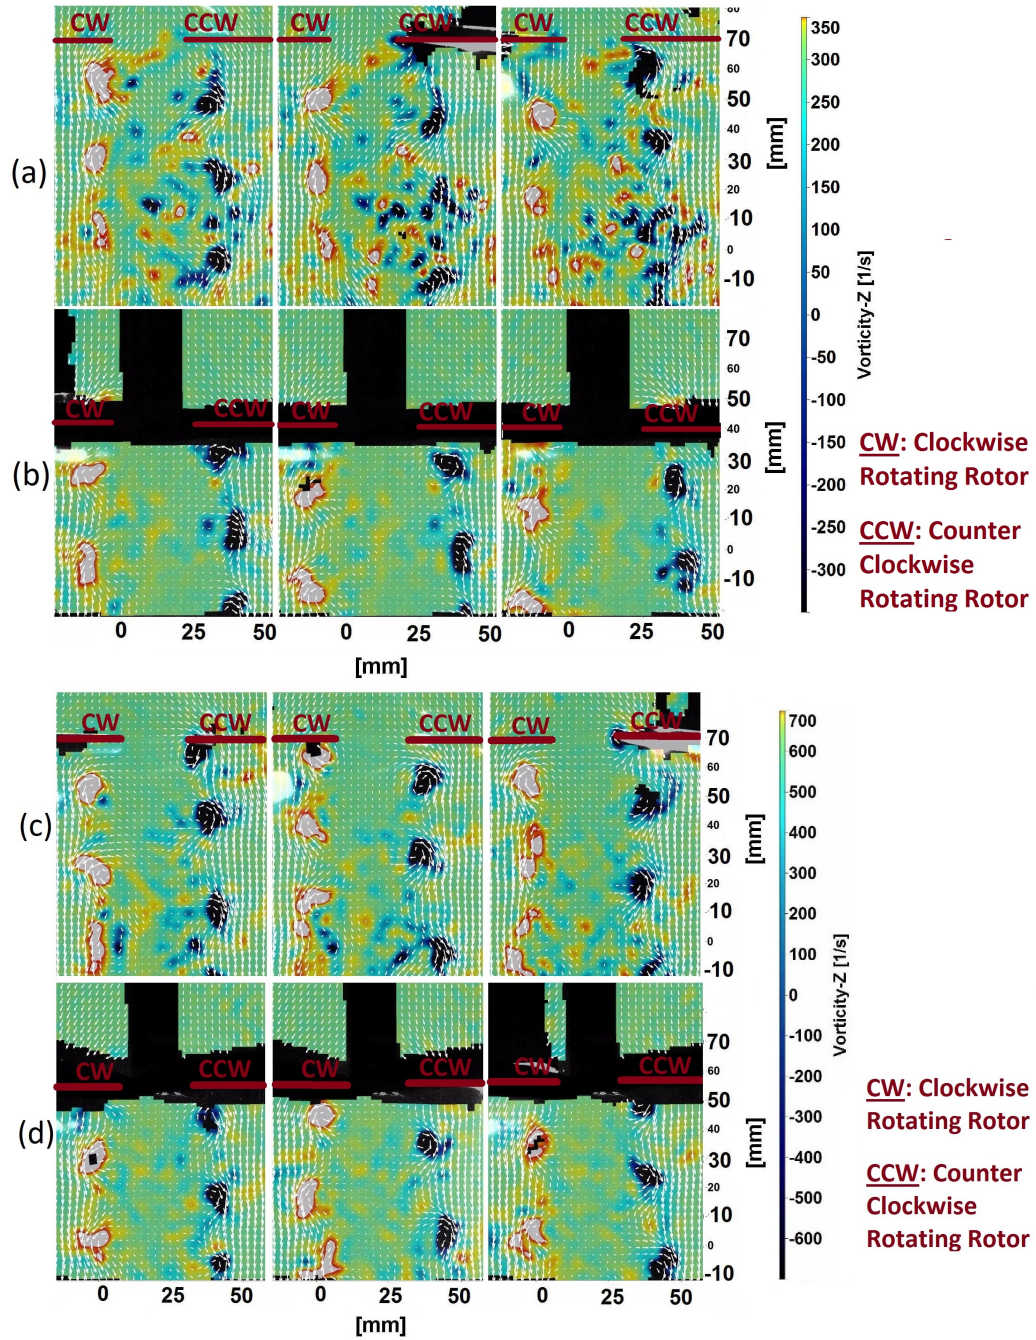 CW CCW CW CCW CW CCW
80
70
60
50
40
30
20
10
0
-10
[mm]
(a)
350
300
250
200
150
100
50
0
-50
-100
-150
-200
-250
-300
Vorticity-Z [1/s]
CW CCW CW CCW CW CCW
70
60
50
40
30
20
10
0
-10
[mm]
(b)
0 25 50 0 25 50 0 25 50
[mm]
CW: Clockwise
Rotating Rotor
CCW: Counter
Clockwise
Rotating Rotor
CW CCW CW CCW CW CCW
70
60
50
40
30
20
10
0
-10
[mm]
(c)
700
600
500
400
300
200
100
0
-100
-200
-300
-400
-500
-600
Vorticity-Z [1/s]
CW CCW CW CCW CW CCW
70
60
50
40
30
20
10
0
-10
[mm]
(d)
0 25 50 0 25 50 0 25 50
[mm]
CW: Clockwise
Rotating Rotor
CCW: Counter
Clockwise
Rotating Rotor